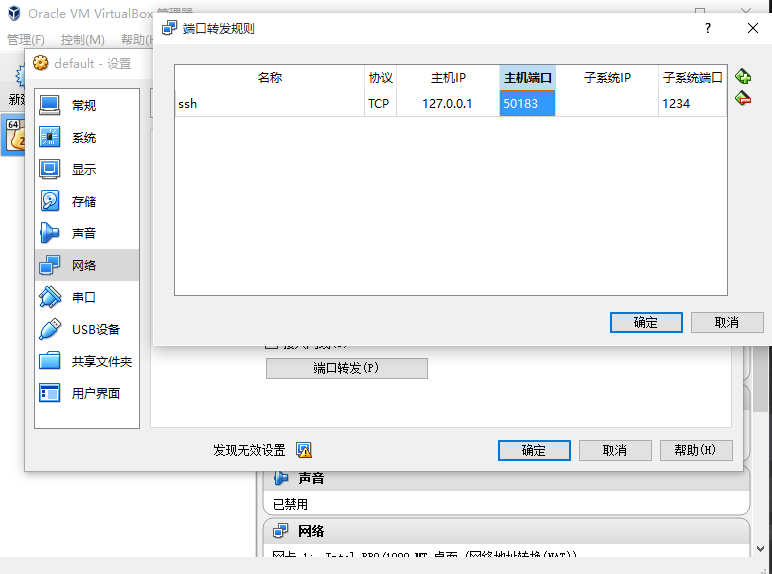 Oracle VM VirtualBox 管理器
管理(F) 控制(M) 帮助(H
端口转发规则
?
default - 设置
名称 协议 主机IP 主机端口 子系统IP 子系统端口
ssh TCP 127.0.0.1 50183 1234
新建
64
2
常规
系统
显示
存储
声音
网络
串口
USB设备
共享文件夹
用户界面
确定 取消
端口转发(P)
发现无效设置
确定 取消 帮助(H)
声音
已禁用
网络
网卡 1: Intel PRO/1000 MT 桌面 (网络地址转换(NAT))